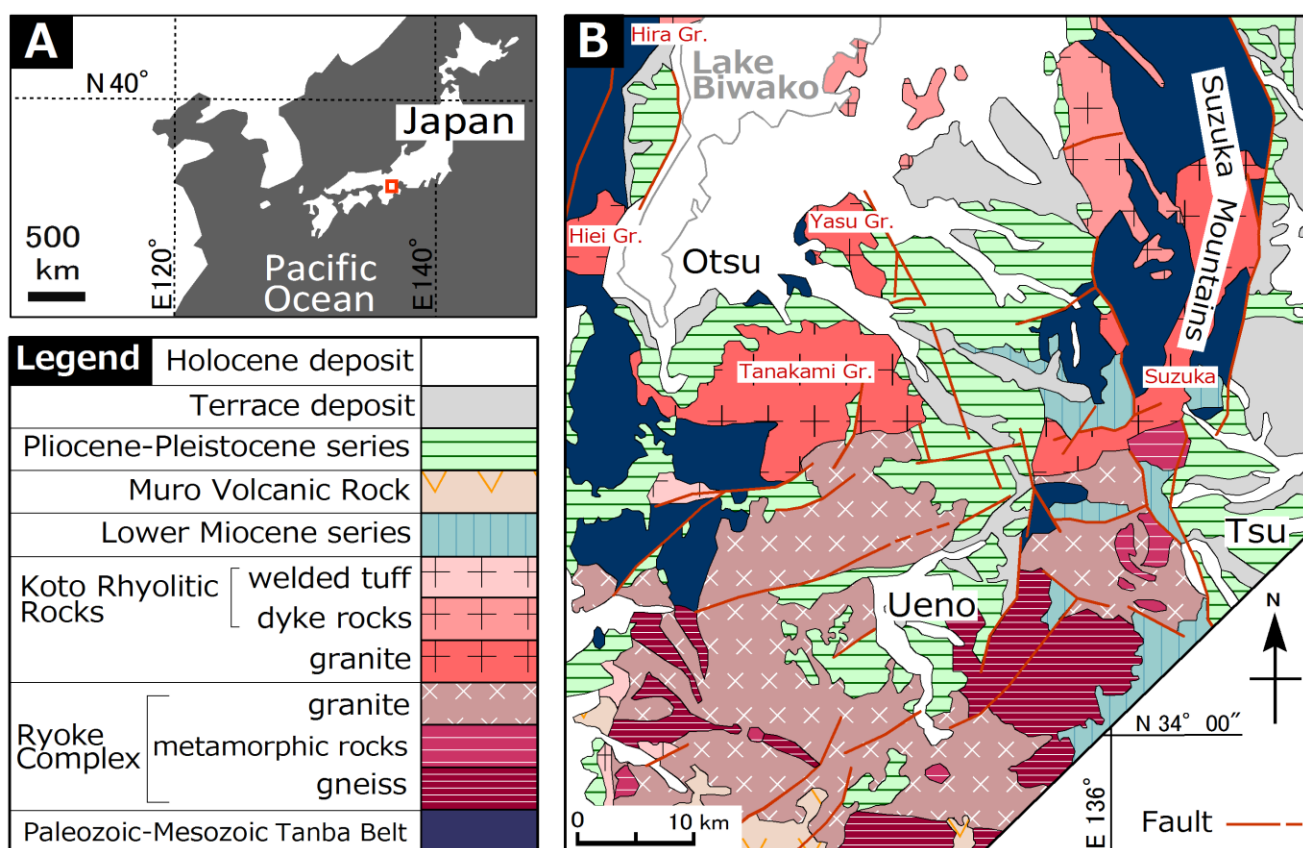 A
N 40°
Japan
500
km
Pacific
Ocean
E120°
E140°
Legend
Holocene deposit
Terrace deposit
Pliocene-Pleistocene series
Muro Volcanic Rock
Lower Miocene series
Koto Rhyolitic
Rocks
welded tuff
dyke rocks
granite
Ryoke
Complex
granite
metamorphic rocks
gneiss
Paleozoic-Mesozoic Tanba Belt
B
Hira Gr.
Lake
Biwako
Suzuka Mountains
Hiei Gr.
Yasu Gr.
Otsu
Tanakami Gr.
Suzuka
Tsu
Ueno
N
N 34° 00″
E 136°
0
10 km
Fault